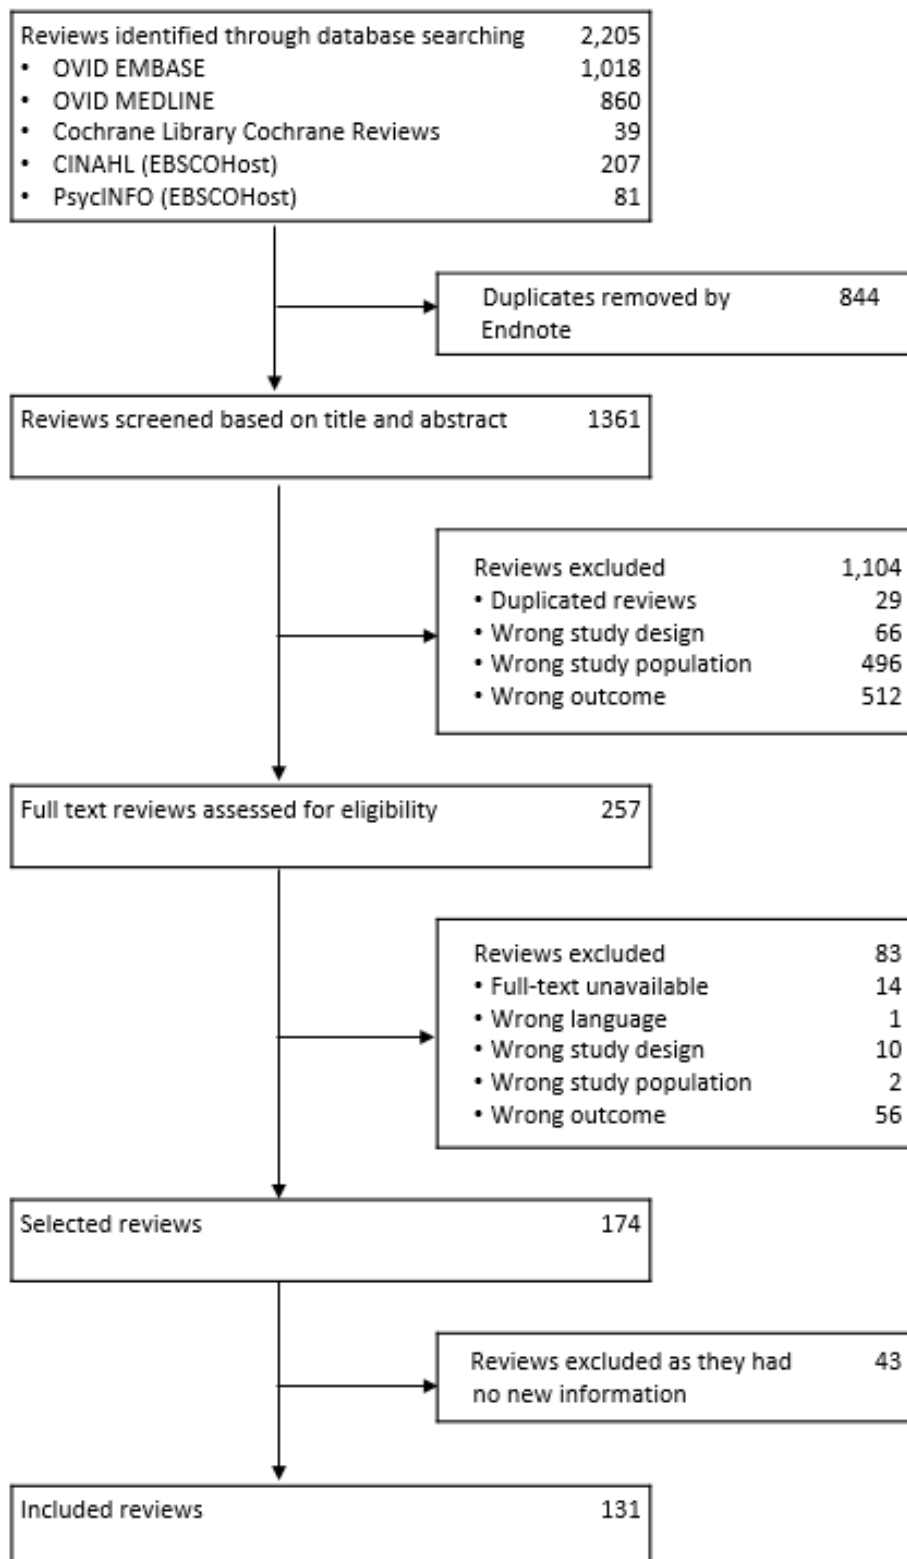 Reviews identified through database searching 2,205
• OVID EMBASE 1,018
• OVID MEDLINE 860
• Cochrane Library Cochrane Reviews 39
• CINAHL (EBSCOHost) 207
• PsycINFO (EBSCOHost) 81
Duplicates removed by 844
Endnote
Reviews screened based on title and abstract 1361
Reviews excluded 1,104
• Duplicated reviews 29
• Wrong study design 66
• Wrong study population 496
• Wrong outcome 512
Full text reviews assessed for eligibility 257
Reviews excluded 83
• Full-text unavailable 14
• Wrong language 1
• Wrong study design 10
• Wrong study population 2
• Wrong outcome 56
Selected reviews 174
Reviews excluded as they had 43
no new information
Included reviews 131